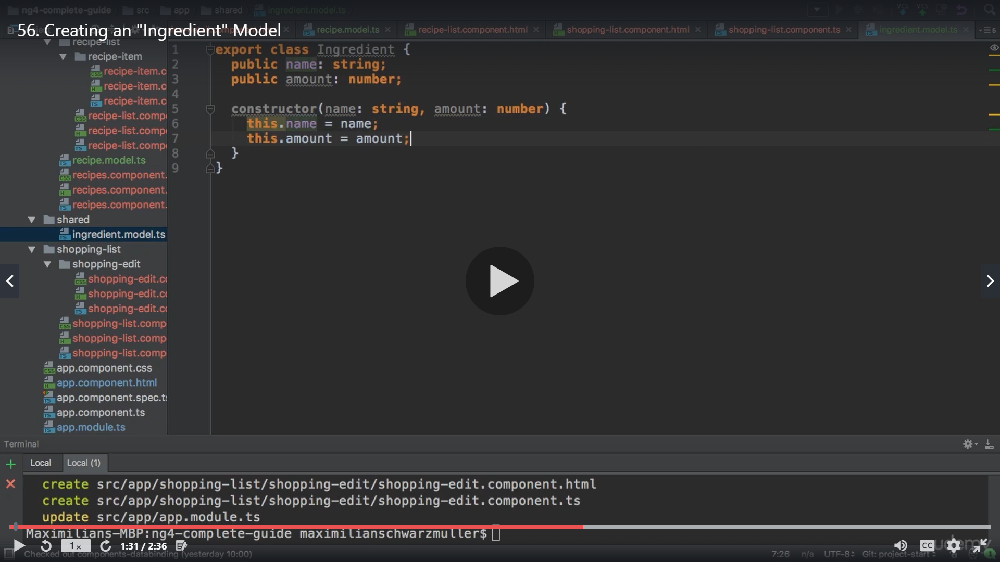 ng4-complete-guide src app shared ingredient.model.ts
56. Creating an "Ingredient" Model
recipe.model.ts
recipe-list.component.html
shopping-list.component.html
shopping-list.component.ts
ingredient.model.ts
5
recipe-list
recipe-item
recipe-item.c
recipe-item.c
recipe-item.c
recipe-list.comp
recipe-list.comp
recipe-list.comp
recipe.model.ts
recipes.component.
recipes.component.
recipes.component.
shared
ingredient.model.ts
shopping-list
shopping-edit
shopping-edit.co
shopping-edit.co
shopping-edit.co
shopping-list.comp
shopping-list.comp
shopping-list.comp
app.component.css
app.component.html
app.component.spec.ts
app.component.ts
app.module.ts
1 export class Ingredient {
2 public name: string;
3 public amount: number;
4
5 constructor(name: string, amount: number) {
6 this.name = name;
7 this.amount = amount;
8 }
9 }
Terminal
Local Local (1)
create src/app/shopping-list/shopping-edit/shopping-edit.component.html
create src/app/shopping-list/shopping-edit/shopping-edit.component.ts
update src/app/app.module.ts
Maximilians-MBP:ng4-complete-guide maximilianschwarzmuller$
1x 1:31 / 2:36 CC udemy
Checked out components-databinding (yesterday 10:00) 7:26 n/a UTF-8 Git: project-start 1